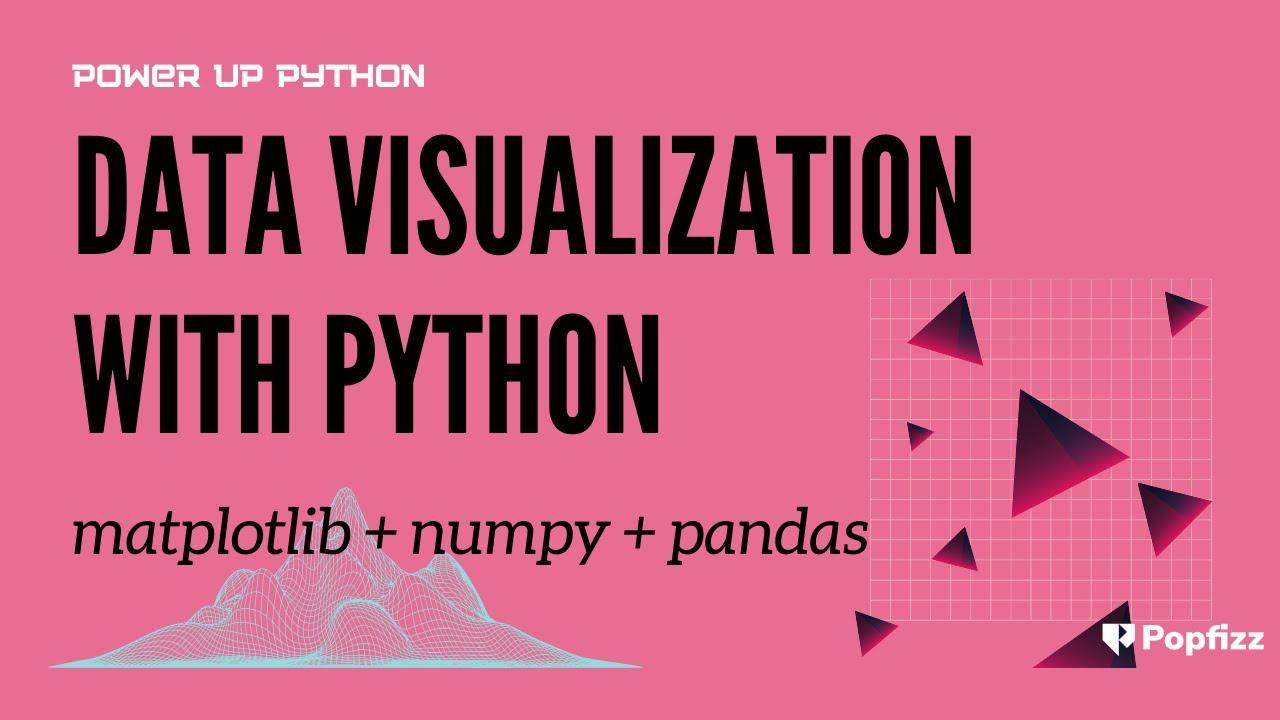 POWER UP PYTHON
DATA VISUALIZATION
WITH PYTHON
matplotlib + numpy + pandas
Popfizz